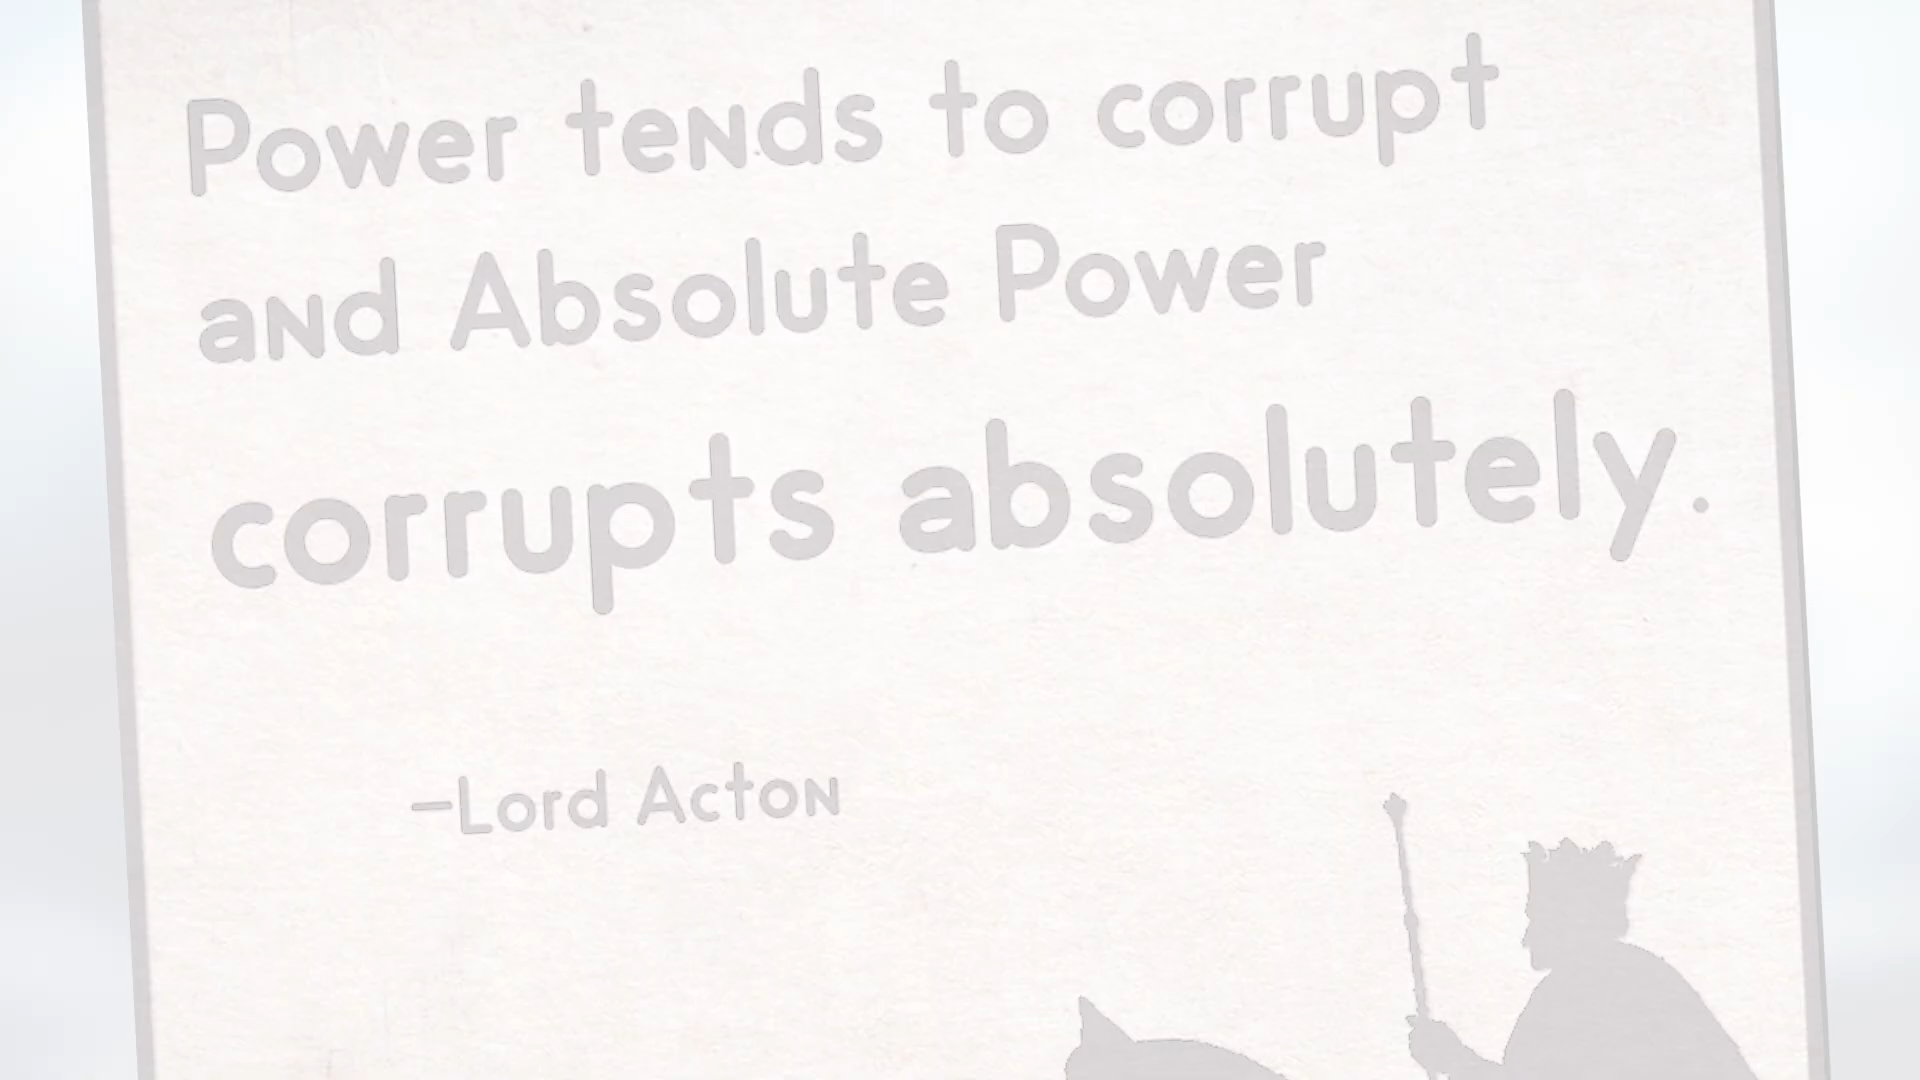 Power tends to corrupt
and Absolute Power
corrupts absolutely.
–Lord Acton